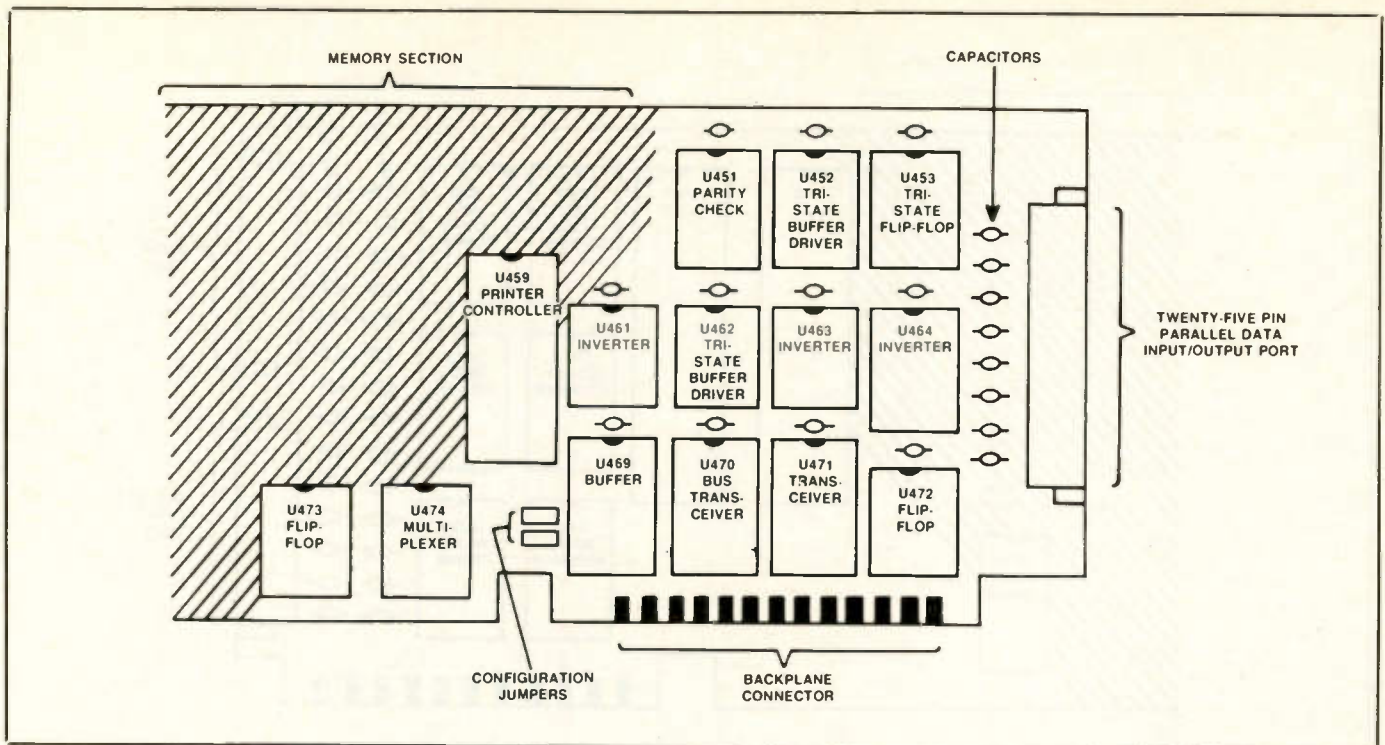 MEMORY SECTION
CAPACITORS
U451
PARITY
CHECK
U452
TRI-
STATE
BUFFER
DRIVER
U453
TRI-
STATE
FLIP-FLOP
U459
PRINTER
CONTROLLER
U461
INVERTER
U462
TRI-
STATE
BUFFER
DRIVER
U463
INVERTER
U464
INVERTER
TWENTY-FIVE PIN
PARALLEL DATA
INPUT/OUTPUT PORT
U469
BUFFER
U470
BUS
TRANS-
CEIVER
U471
TRANS-
CEIVER
U472
FLIP-
FLOP
U473
FLIP-
FLOP
U474
MULTI-
PLEXER
CONFIGURATION
JUMPERS
BACKPLANE
CONNECTOR